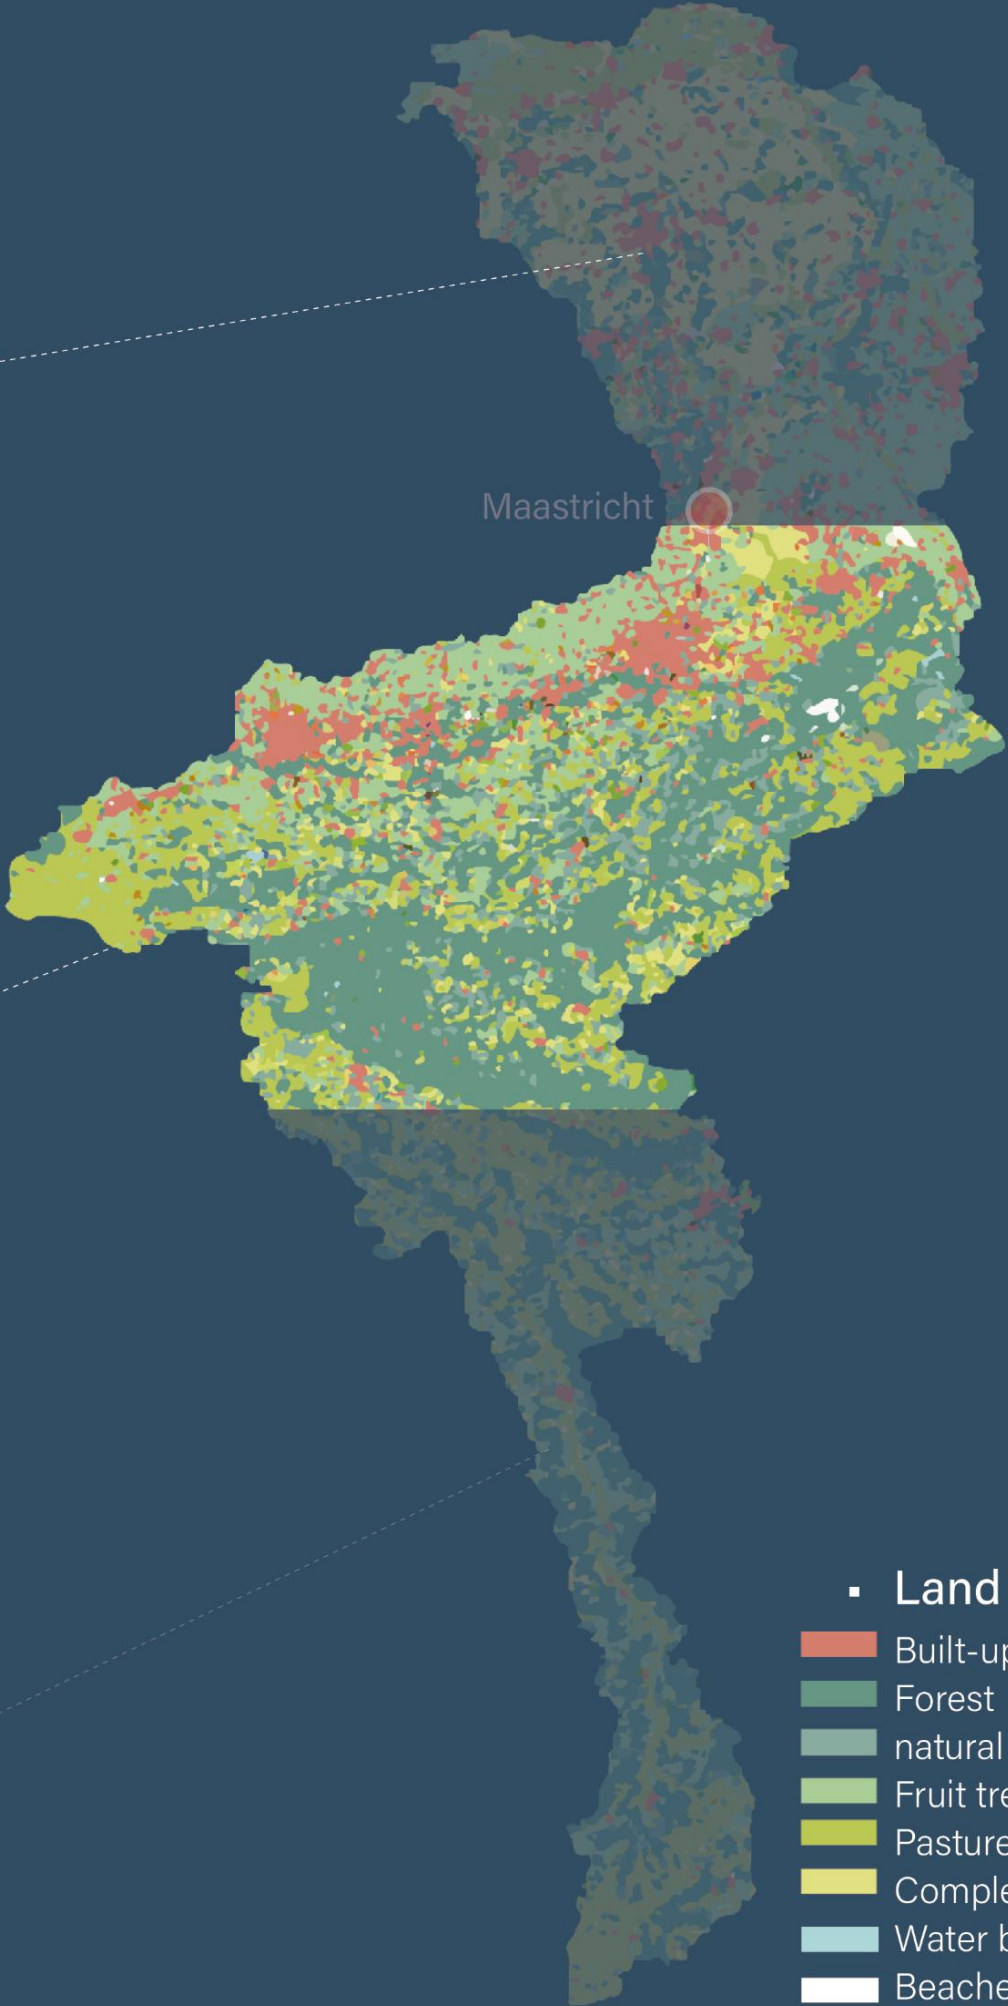 Maastricht
Land
Built-up
Forest
natural
Fruit tre
Pasture
Comple
Water b
Beache